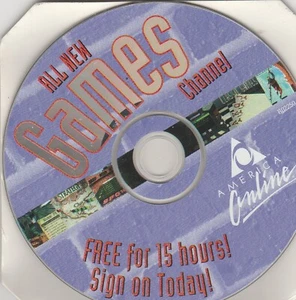 ALL NEW
Games
Channel
AMERICA
Online
FREE for 15 hours!
Sign on Today!